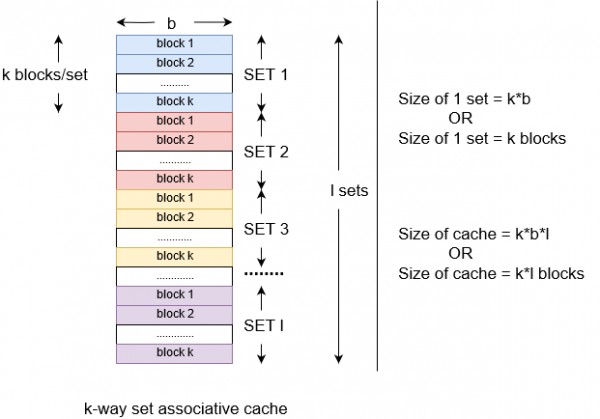 b
k blocks/set
block 1
block 2
..........
block k
SET 1
block 1
block 2
............
block k
SET 2
block 1
block 2
.............
block k
SET 3
.............
........
block 1
block 2
.............
block k
SET l
l sets
Size of 1 set = k*b
OR
Size of 1 set = k blocks
Size of cache = k*b*l
OR
Size of cache = k*l blocks
k-way set associative cache